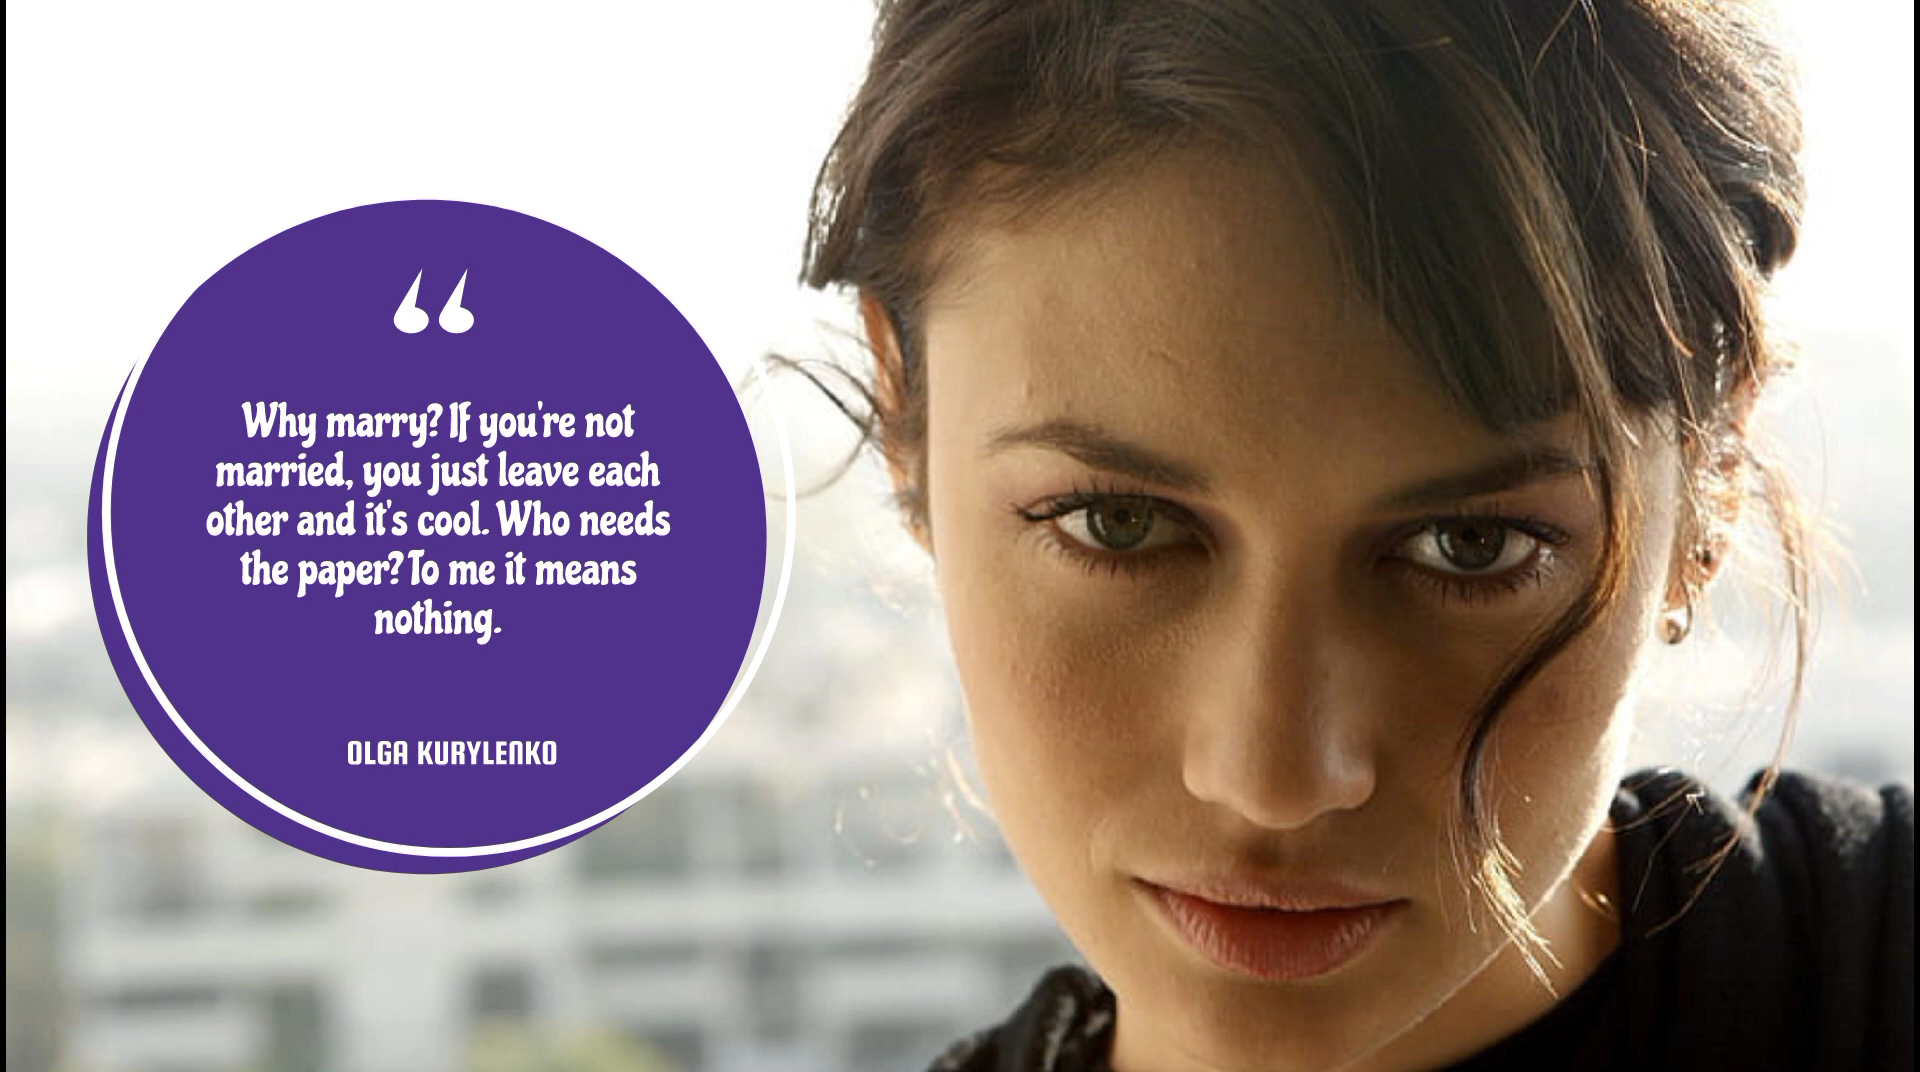 “
Why marry? If you're not
married, you just leave each
other and it's cool. Who needs
the paper? To me it means
nothing.
OLGA KURYLENKO